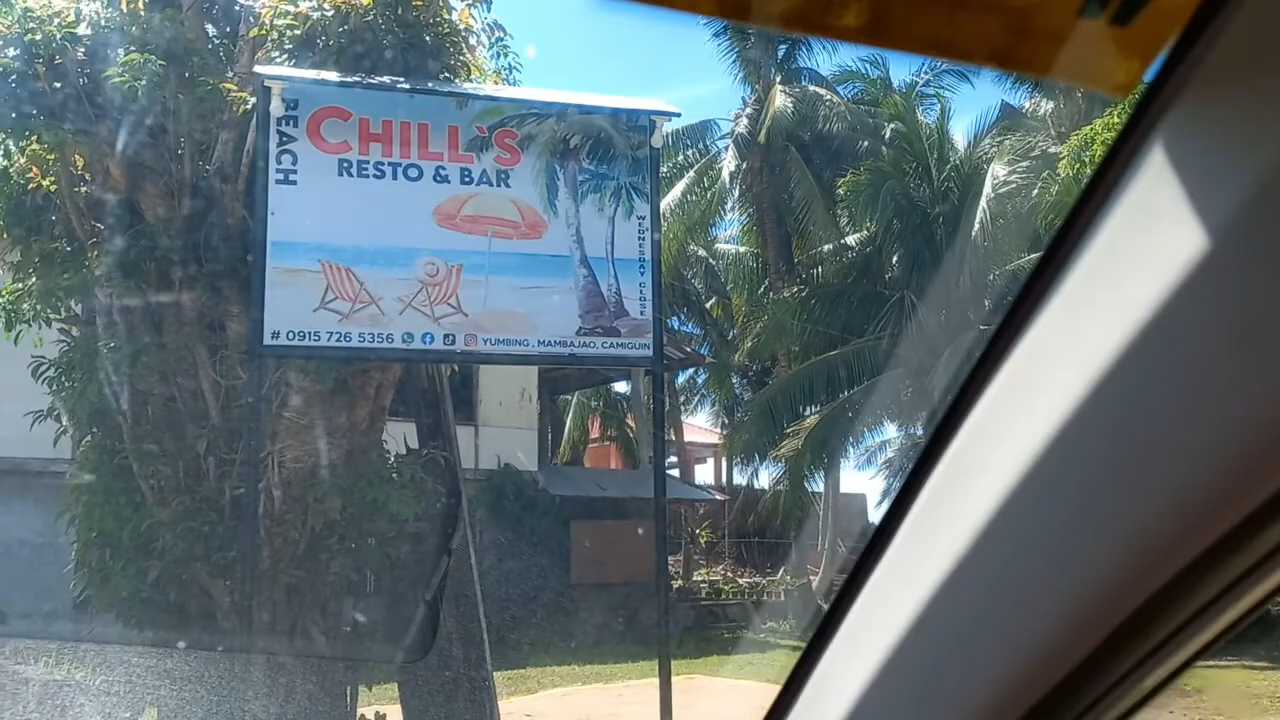 BEACH
CHILL`S
RESTO & BAR
WEDNESDAY CLOSE
# 0915 726 5356
YUMBING , MAMBAJAO, CAMIGUIN